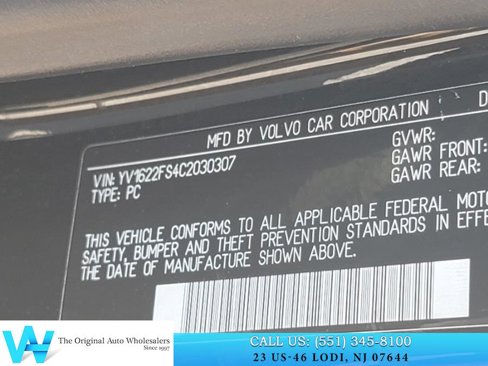 MFD BY VOLVO CAR CORPORATION D
VIN: YV1622FS4C2030307
TYPE: PC
GVWR:
GAWR FRONT:
GAWR REAR:
THIS VEHICLE CONFORMS TO ALL APPLICABLE FEDERAL MOTO
SAFETY, BUMPER AND THEFT PREVENTION STANDARDS IN EFFE
THE DATE OF MANUFACTURE SHOWN ABOVE.
W
The Original Auto Wholesalers
Since 1997
CALL US: (551) 345-8100
23 US-46 LODI, NJ 07644